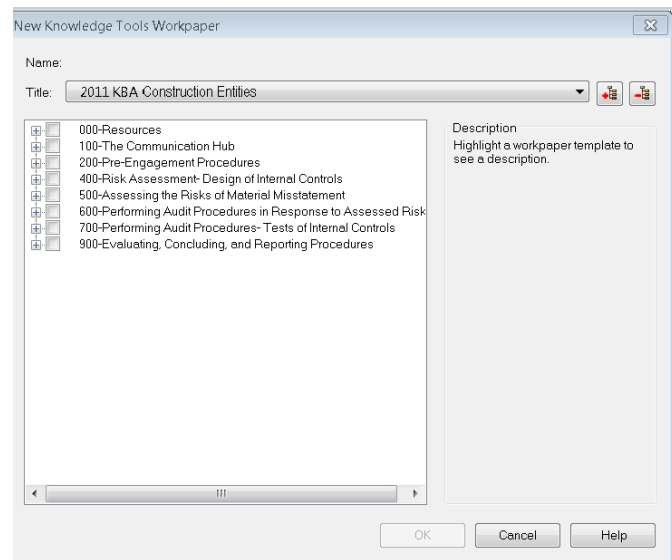 New Knowledge Tools Workpaper
Name:
Title: 2011 KBA Construction Entities
000-Resources
100-The Communication Hub
200-Pre-Engagement Procedures
400-Risk Assessment- Design of Internal Controls
500-Assessing the Risks of Material Misstatement
600-Performing Audit Procedures in Response to Assessed Risk
700-Performing Audit Procedures- Tests of Internal Controls
900-Evaluating, Concluding, and Reporting Procedures
Description
Highlight a workpaper template to
see a description.
OK Cancel Help